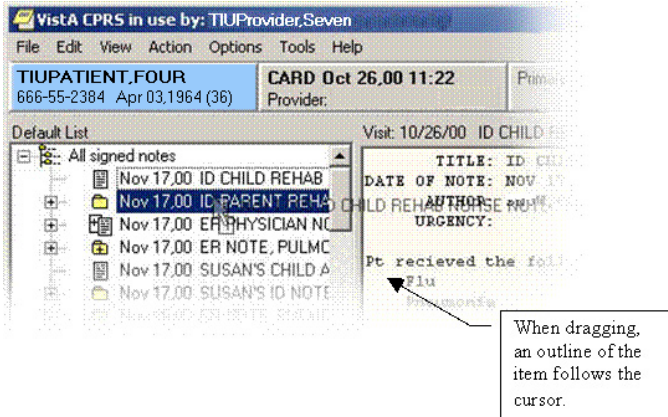 VistA CPRS in use by: TIUProvider,Seven
File Edit View Action Options Tools Help
TIUPATIENT,FOUR
666-55-2384 Apr 03,1964 (36)
CARD Oct 26,00 11:22
Provider:
Default List
All signed notes
Nov 17,00 ID CHILD REHAB
Nov 17,00 ID PARENT REHA
Nov 17,00 ER PHYSICIAN NO
Nov 17,00 ER NOTE, PULMO
Nov 17,00 SUSAN'S CHILD A
Nov 17,00 SUSAN'S ID NOTE
Visit: 10/26/00 ID CHILD
TITLE: ID
DATE OF NOTE: NOV
AUTHOR:
URGENCY:
Pt recieved the
Flu
Pneumonia
When dragging,
an outline of the
item follows the
cursor.